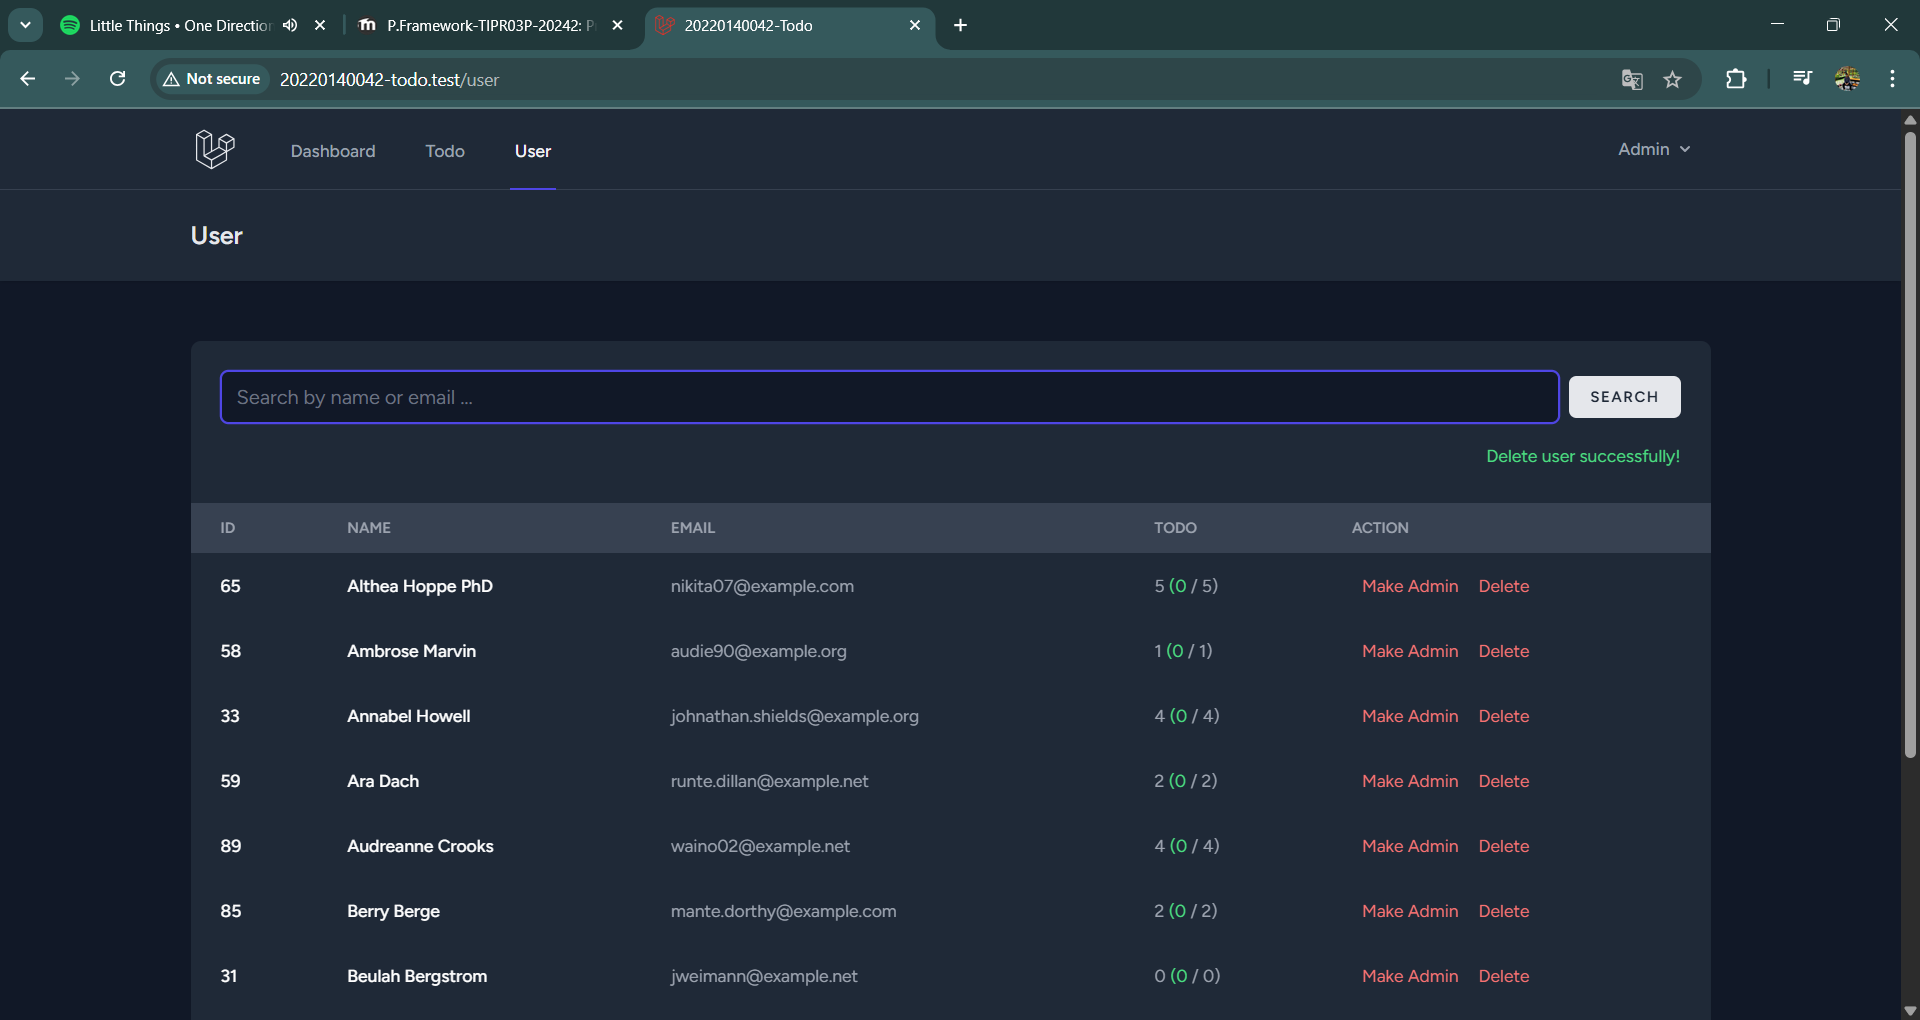 Little Things • One Direction
P.Framework-TIPR03P-20242: P
20220140042-Todo
Not secure
20220140042-todo.test/user
Dashboard
Todo
User
Admin
User
Search by name or email ...
SEARCH
Delete user successfully!
ID NAME EMAIL TODO ACTION
65 Althea Hoppe PhD nikita07@example.com 5 (0 / 5) Make Admin Delete
58 Ambrose Marvin audie90@example.org 1 (0 / 1) Make Admin Delete
33 Annabel Howell johnathan.shields@example.org 4 (0 / 4) Make Admin Delete
59 Ara Dach runte.dillan@example.net 2 (0 / 2) Make Admin Delete
89 Audreanne Crooks waino02@example.net 4 (0 / 4) Make Admin Delete
85 Berry Berge mante.dorthy@example.com 2 (0 / 2) Make Admin Delete
31 Beulah Bergstrom jweimann@example.net 0 (0 / 0) Make Admin Delete